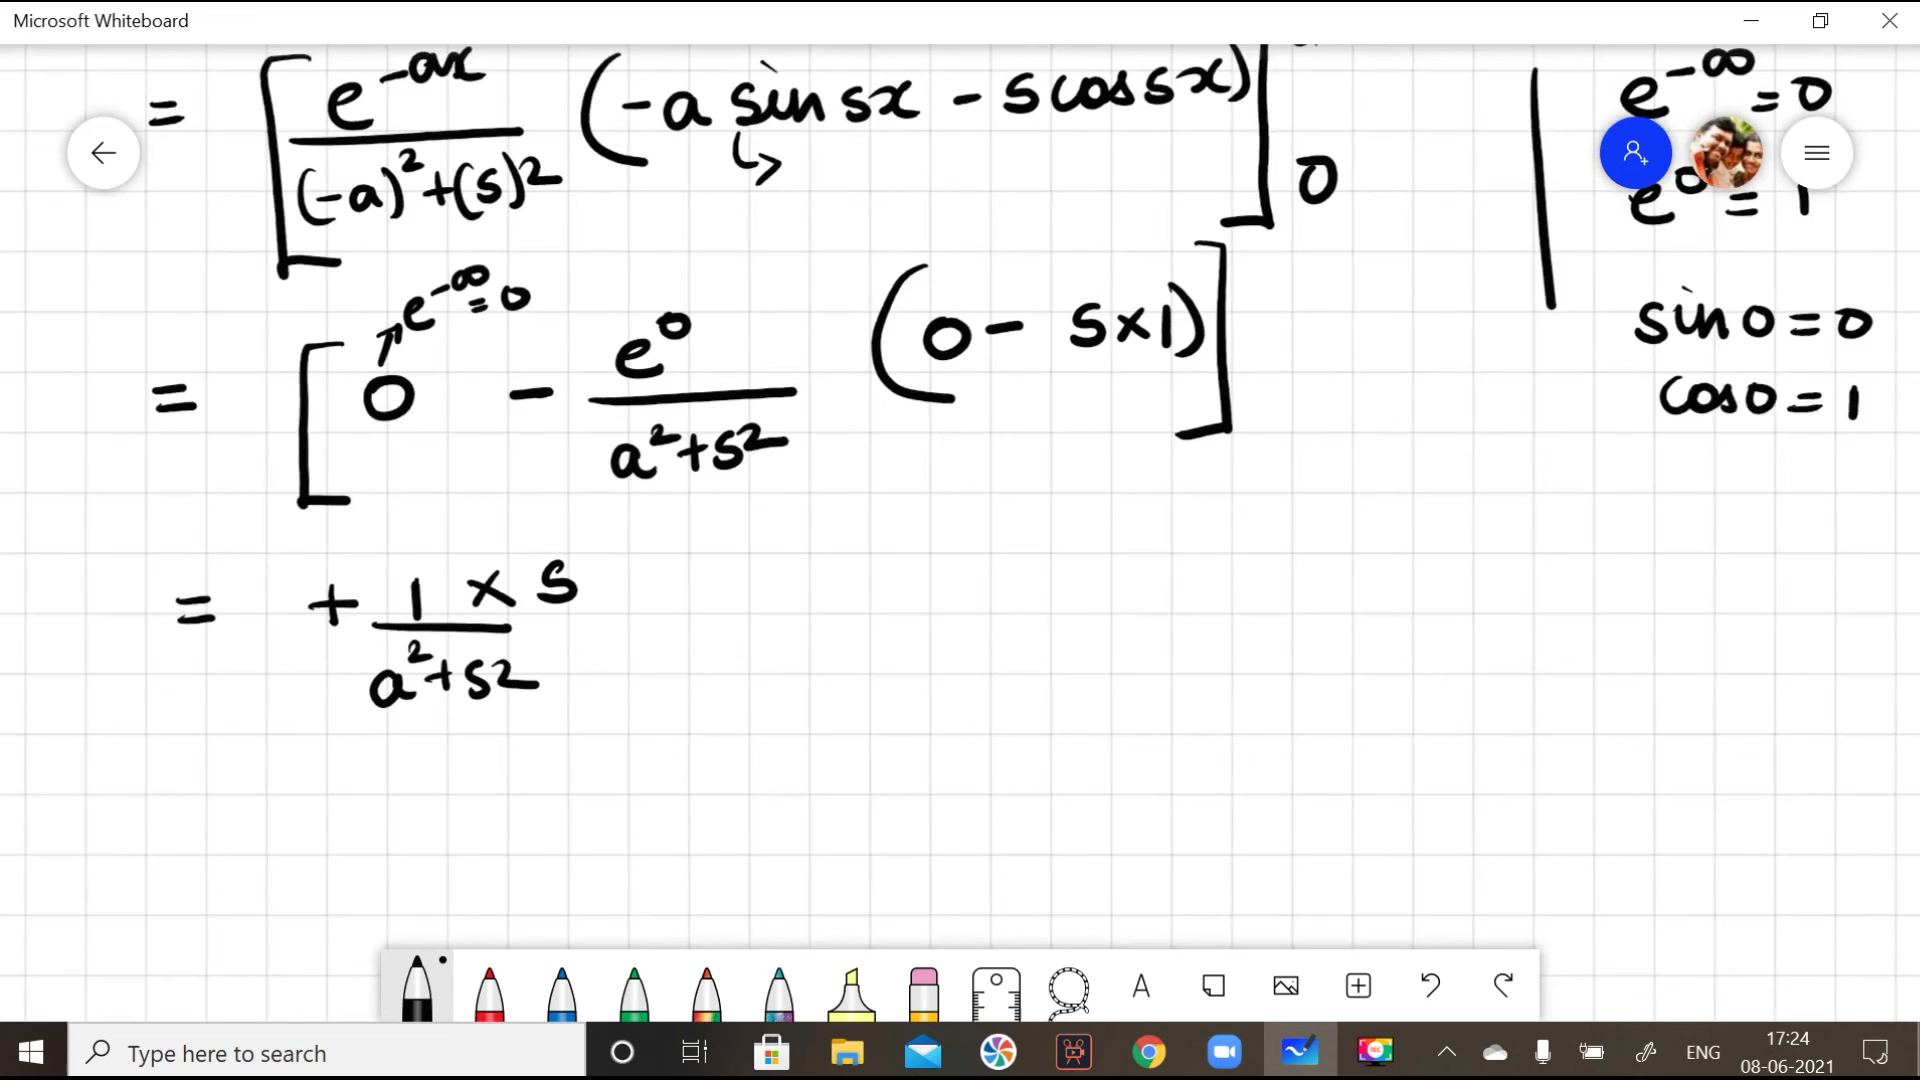 Microsoft Whiteboard
= [ e^{-ax} / (-a)^2+(s)^2 (-a sin sx - s cos sx) ] 0
e^{-∞} = 0
e^0 = 1
e^{-∞} = 0
= [ 0 - e^0 / a^2+s^2 (0 - s×1) ]
sin 0 = 0
cos 0 = 1
= + 1 / a^2+s^2 × s
A
Type here to search
ENG
17:24
08-06-2021